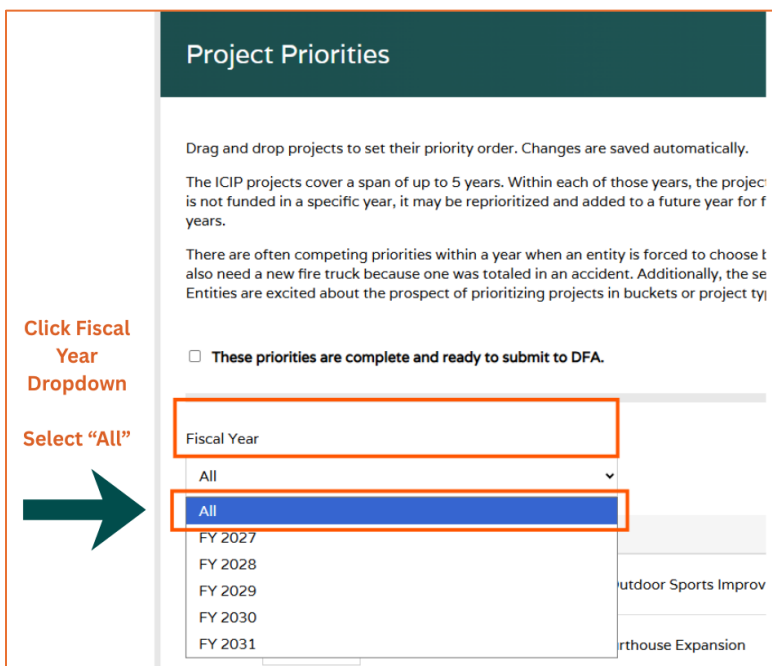 Project Priorities
Drag and drop projects to set their priority order. Changes are saved automatically.
The ICIP projects cover a span of up to 5 years. Within each of those years, the
is not funded in a specific year, it may be reprioritized and added to a future year for
years.
There are often competing priorities within a year when an entity is forced to choose
also need a new fire truck because one was totaled in an accident. Additionally, the
Entities are excited about the prospect of prioritizing projects in buckets or project
Click Fiscal
Year
Dropdown
Select “All”
These priorities are complete and ready to submit to DFA.
Fiscal Year
All
All
FY 2027
FY 2028
FY 2029
FY 2030
FY 2031
Sports
Expansion